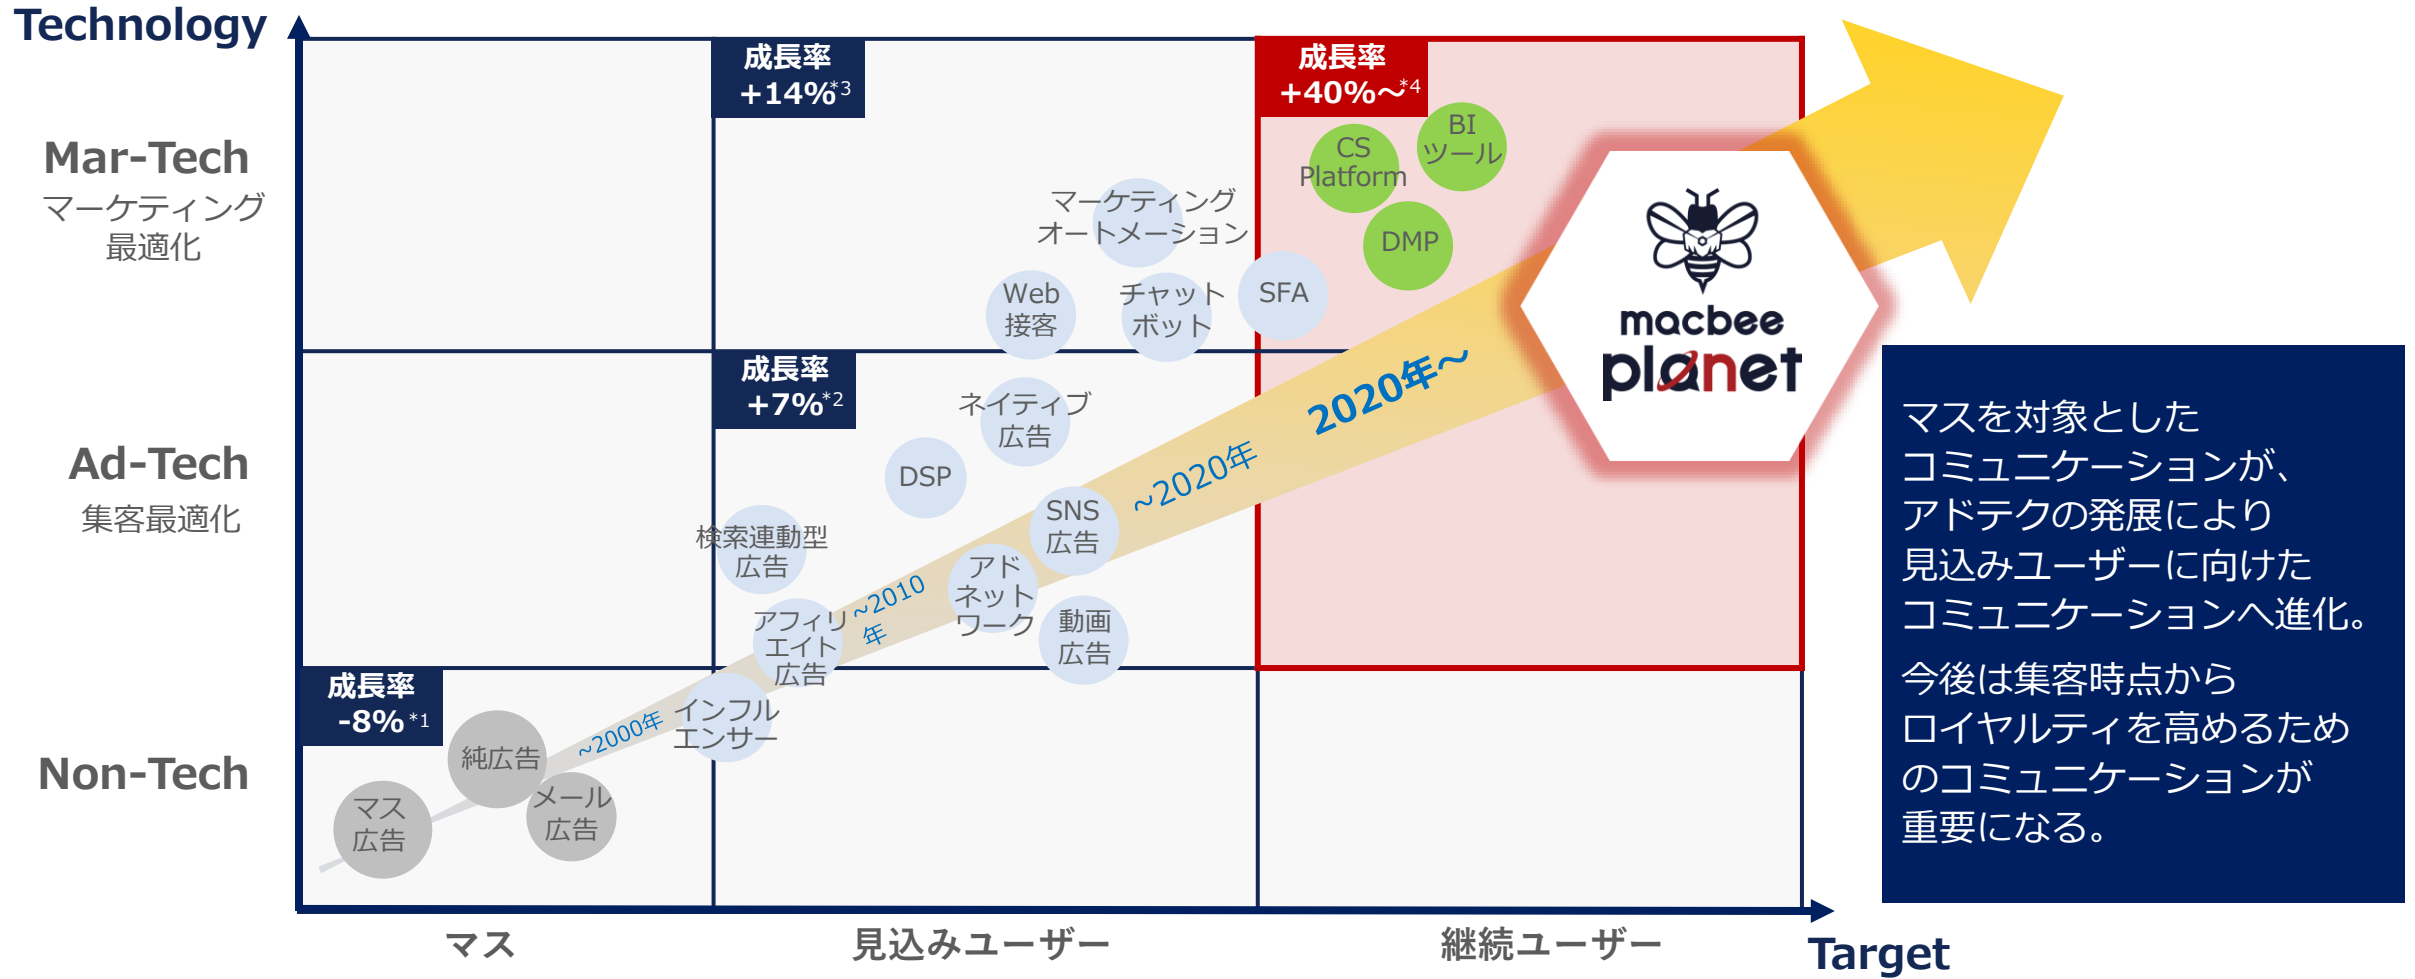 Technology
成長率
+14%*3
成長率
+40%～*4
Mar-Tech
マーケティング
最適化
BI
ツール
CS
Platform
DMP
マーケティング
オートメーション
Web
接客
チャット
ボット
SFA
macbee
planet
成長率
+7%*2
2020年～
~2020年
Ad-Tech
集客最適化
ネイティブ
広告
DSP
SNS
広告
検索連動型
広告
アド
ネット
ワーク
~2010
年
アフィリ
エイト
広告
動画
広告
成長率
-8%*1
~2000年
インフル
エンサー
Non-Tech
純広告
メール
広告
マス
広告
マス
見込みユーザー
継続ユーザー
Target
マスを対象とした
コミュニケーションが、
アドテクの発展により
見込みユーザーに向けた
コミュニケーションへ進化。
今後は集客時点から
ロイヤルティを高めるため
のコミュニケーションが
重要になる。